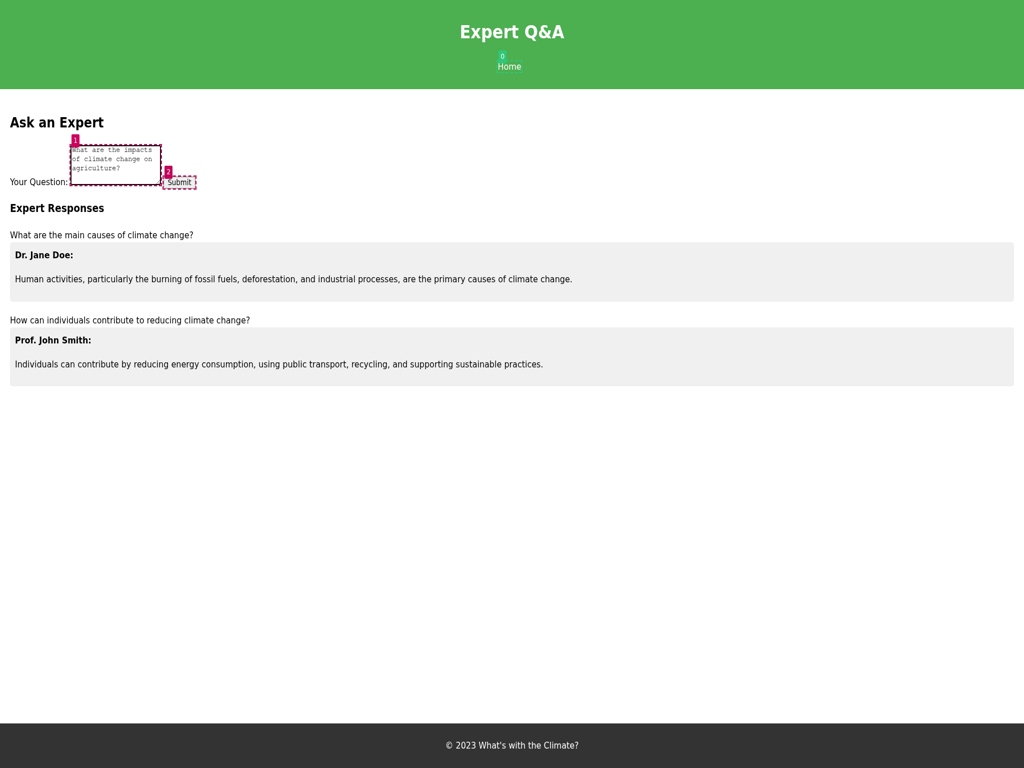 Expert Q&A
0
Home
Ask an Expert
1
What are the impacts
of climate change on
agriculture?
2
Your Question:
Submit
Expert Responses
What are the main causes of climate change?
Dr. Jane Doe:
Human activities, particularly the burning of fossil fuels, deforestation, and industrial processes, are the primary causes of climate change.
How can individuals contribute to reducing climate change?
Prof. John Smith:
Individuals can contribute by reducing energy consumption, using public transport, recycling, and supporting sustainable practices.
© 2023 What's with the Climate?